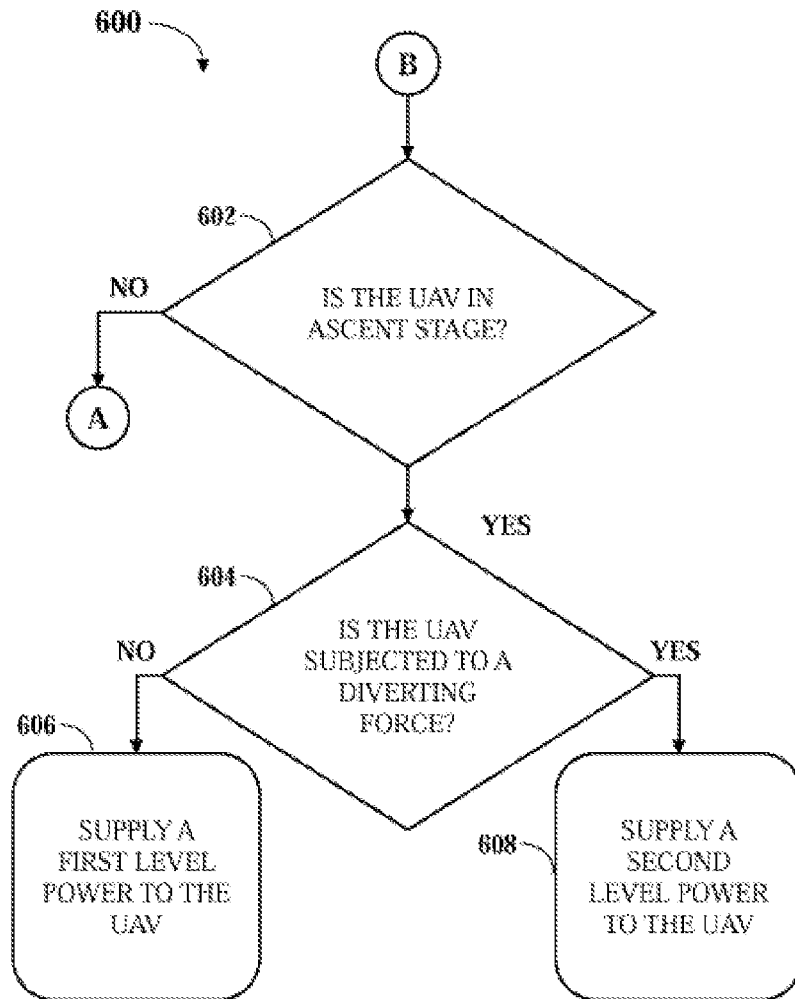 600
B
602
NO
IS THE UAV IN
ASCENT STAGE?
A
YES
604
NO
IS THE UAV
SUBJECTED TO A
DIVERTING
FORCE?
YES
606
SUPPLY A
FIRST LEVEL
POWER TO THE
UAV
608
SUPPLY A
SECOND
LEVEL POWER
TO THE UAV